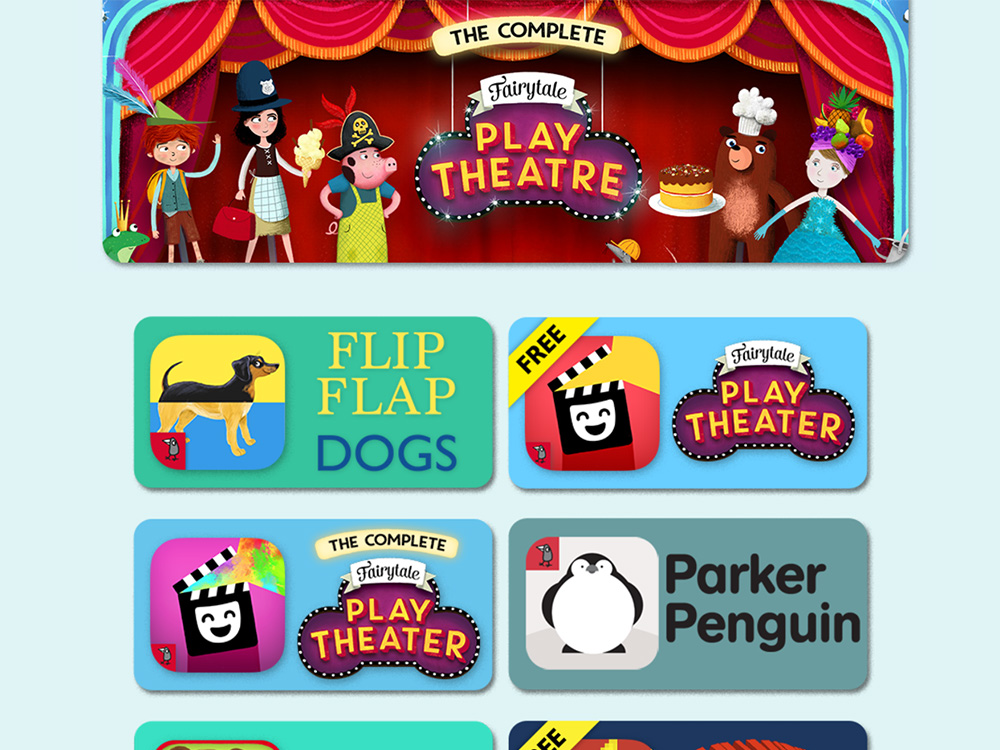 THE COMPLETE
Fairytale
PLAY
THEATRE
FLIP
FLAP
DOGS
FREE
Fairytale
PLAY
THEATER
THE COMPLETE
Fairytale
PLAY
THEATER
Parker
Penguin
FREE